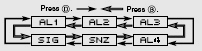 Press Ⓓ. Press Ⓑ.
AL1 AL2 AL3
SIG SNZ AL4